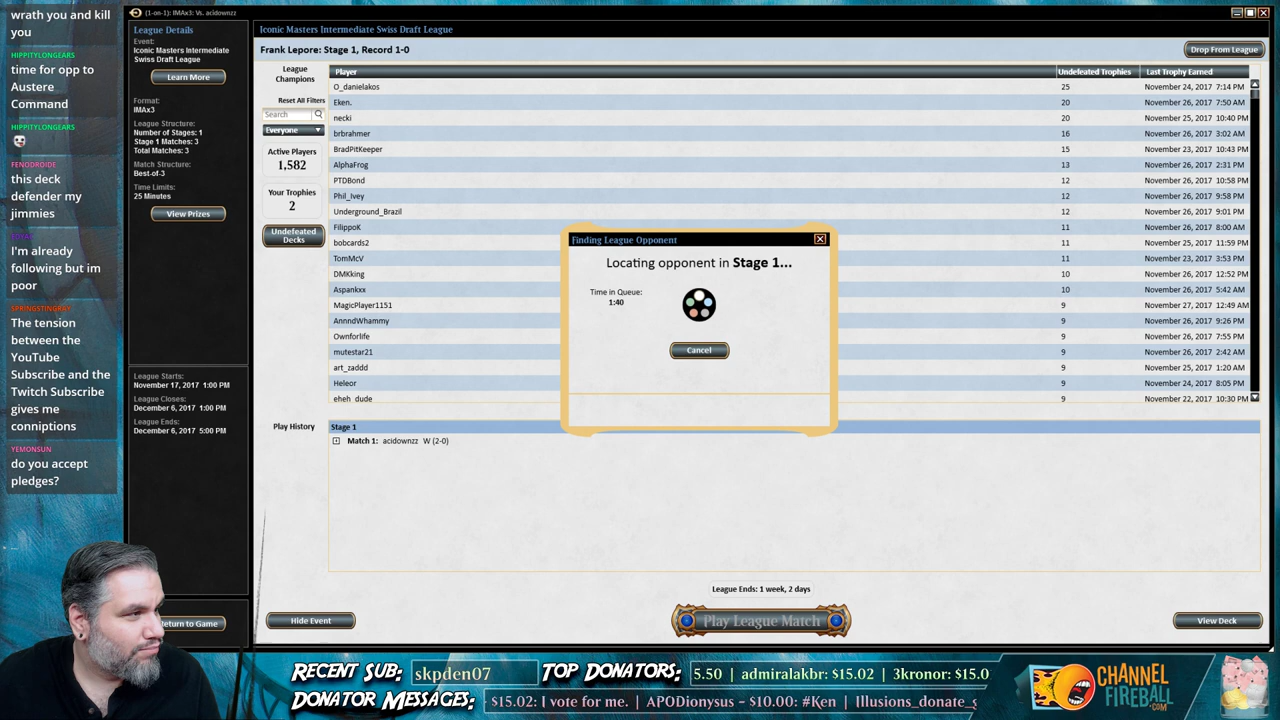 wrath you and kill
you
HIPPITYLONGEARS
time for opp to
Austere
Command
HIPPITYLONGEARS
FENODROIDE
this deck
defender my
jimmies
I'm already
following but im
poor
SPRINGSTINGRAY
The tension
between the
YouTube
Subscribe and the
Twitch Subscribe
gives me
conniptions
YEMONSUN
do you accept
pledges?
(1-on-1): IMAx3: Vs. acidownzz
League Details
Event:
Iconic Masters Intermediate
Swiss Draft League
Learn More
Format:
IMAx3
League Structure:
Number of Stages: 1
Stage 1 Matches: 3
Total Matches: 3
Match Structure:
Best-of-3
Time Limits:
25 Minutes
View Prizes
League Starts:
November 17, 2017 1:00 PM
League Closes:
December 6, 2017 1:00 PM
League Ends:
December 6, 2017 5:00 PM
Return to Game
Iconic Masters Intermediate Swiss Draft League
Frank Lepore: Stage 1, Record 1-0
Drop From League
League
Champions
Reset All Filters
Search
Everyone
Active Players
1,582
Your Trophies
2
Undefeated
Decks
Player Undefeated Trophies Last Trophy Earned
O_danielakos 25 November 24, 2017 7:14 PM
Eken. 20 November 26, 2017 7:50 AM
necki 20 November 25, 2017 10:40 PM
brbrahmer 16 November 26, 2017 3:02 AM
BradPitKeeper 15 November 23, 2017 10:43 PM
AlphaFrog 13 November 26, 2017 2:31 PM
PTDBond 12 November 26, 2017 10:58 PM
Phil_Ivey 12 November 26, 2017 9:58 PM
Underground_Brazil 12 November 26, 2017 9:01 PM
FilippoK 11 November 26, 2017 8:00 AM
bobcards2 11 November 25, 2017 11:59 PM
TomMcV 11 November 23, 2017 3:53 PM
DMKking 10 November 26, 2017 12:52 PM
Aspankxx 10 November 26, 2017 5:42 AM
MagicPlayer1151 9 November 27, 2017 12:49 AM
AnnndWhammy 9 November 26, 2017 9:26 PM
Ownforlife 9 November 26, 2017 7:55 PM
mutestar21 9 November 26, 2017 2:42 AM
art_zaddd 9 November 25, 2017 1:20 AM
Heleor 9 November 24, 2017 8:05 PM
eheh_dude 9 November 22, 2017 10:30 PM
Finding League Opponent
Locating opponent in Stage 1...
Time in Queue:
1:40
Cancel
Play History
Stage 1
Match 1: acidownzz W (2-0)
League Ends: 1 week, 2 days
Hide Event
Play League Match
View Deck
RECENT SUB: skpden07
TOP DONATORS: 5.50 | admiralakbr: $15.02 | 3kronor: $15.0
DONATOR MESSAGES: $15.02: I vote for me. | APODionysus - $10.00: #Ken | Illusions_donate_
CHANNEL
FIREBALL
.COM